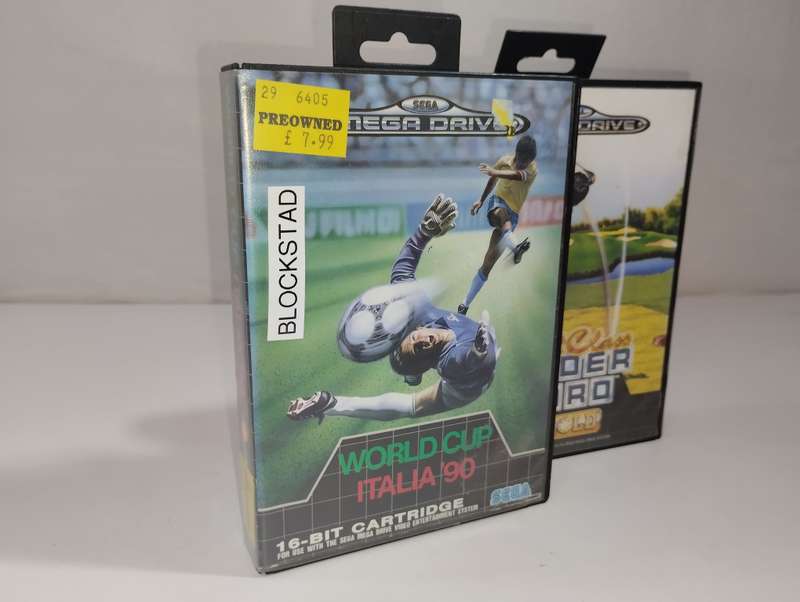 29 6405
PREOWNED
£ 7.99
SEGA
MEGA DRIVE
BLOCKSTAD
WORLD CUP
ITALIA '90
SEGA
16-BIT CARTRIDGE
FOR USE WITH THE SEGA MEGA DRIVE VIDEO ENTERTAINMENT SYSTEM
DRIVE
Class